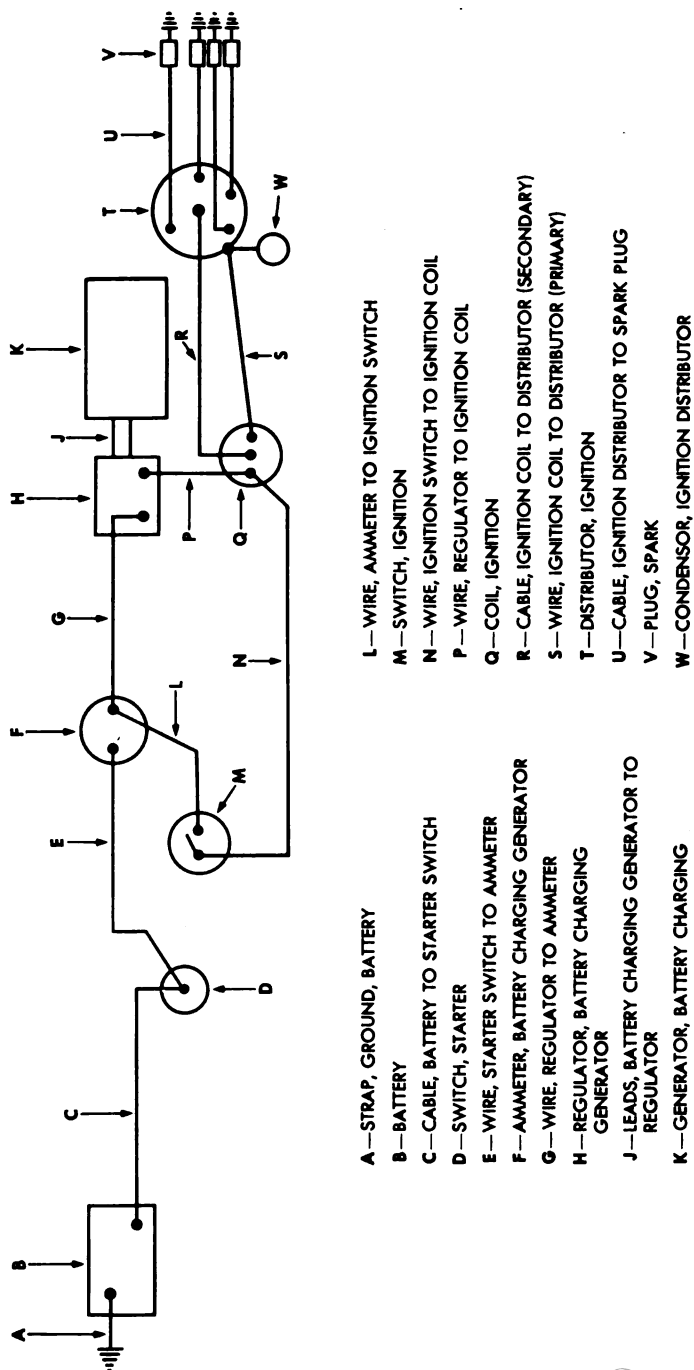 A
B
C
D
E
F
G
H
J
K
L
M
N
P
Q
R
S
T
U
V
W
A—STRAP, GROUND, BATTERY
B—BATTERY
C—CABLE, BATTERY TO STARTER SWITCH
D—SWITCH, STARTER
E—WIRE, STARTER SWITCH TO AMMETER
F—AMMETER, BATTERY CHARGING GENERATOR
G—WIRE, REGULATOR TO AMMETER
H—REGULATOR, BATTERY CHARGING
GENERATOR
J—LEADS, BATTERY CHARGING GENERATOR TO
REGULATOR
K—GENERATOR, BATTERY CHARGING
L—WIRE, AMMETER TO IGNITION SWITCH
M—SWITCH, IGNITION
N—WIRE, IGNITION SWITCH TO IGNITION COIL
P—WIRE, REGULATOR TO IGNITION COIL
Q—COIL, IGNITION
R—CABLE, IGNITION COIL TO DISTRIBUTOR (SECONDARY)
S—WIRE, IGNITION COIL TO DISTRIBUTOR (PRIMARY)
T—DISTRIBUTOR, IGNITION
U—CABLE, IGNITION DISTRIBUTOR TO SPARK PLUG
V—PLUG, SPARK
W—CONDENSOR, IGNITION DISTRIBUTOR